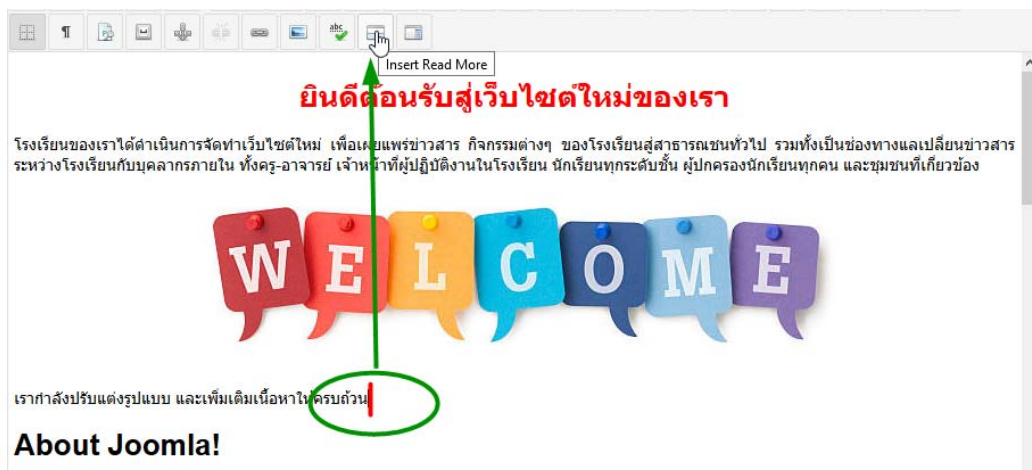 abc
Insert Read More
ยินดีต้อนรับสู่เว็บไซต์ใหม่ของเรา
โรงเรียนของเราได้ดำเนินการจัดทำเว็บไซต์ใหม่ เพื่อเผยแพร่ข่าวสาร กิจกรรมต่างๆ ของโรงเรียนสู่สาธารณชนทั่วไป รวมทั้งเป็นช่องทางแลเปลี่ยนข่าวสาร
ระหว่างโรงเรียนกับบุคลากรภายใน ทั้งครู-อาจารย์ เจ้าหน้าที่ผู้ปฏิบัติงานในโรงเรียน นักเรียนทุกระดับชั้น ผู้ปกครองนักเรียนทุกคน และชุมชนที่เกี่ยวข้อง
WELCOME
เรากำลังปรับแต่งรูปแบบ และเพิ่มเติมเนื้อหาให้ครบถ้วน
About Joomla!